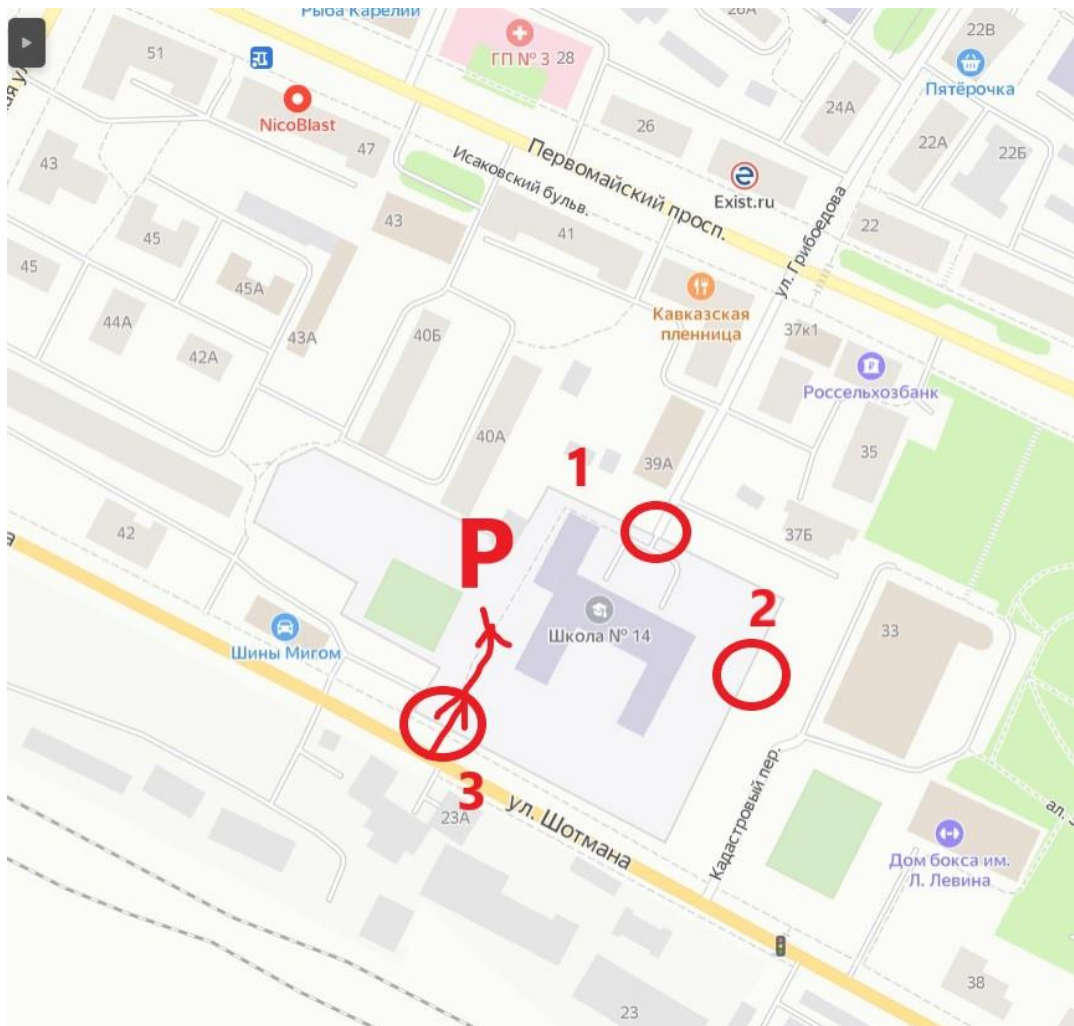 Рыба Карелии
ГП № 3
28
26А
22В
Пятёрочка
51
NicoBlast
47
24А
26
22А
22Б
43
Исаковский бульв.
Первомайский просп.
Exist.ru
ул. Грибоедова
43
41
22
45
45
45А
Кавказская
пленница
44А
42А
43А
40Б
37к1
Россельхозбанк
40А
39А
35
1
Р
42
37Б
2
Школа № 14
33
Шины Мигом
3
ул. Шотмана
23А
Кадастровый пер.
Дом бокса им.
Л. Левина
ал.
38
23